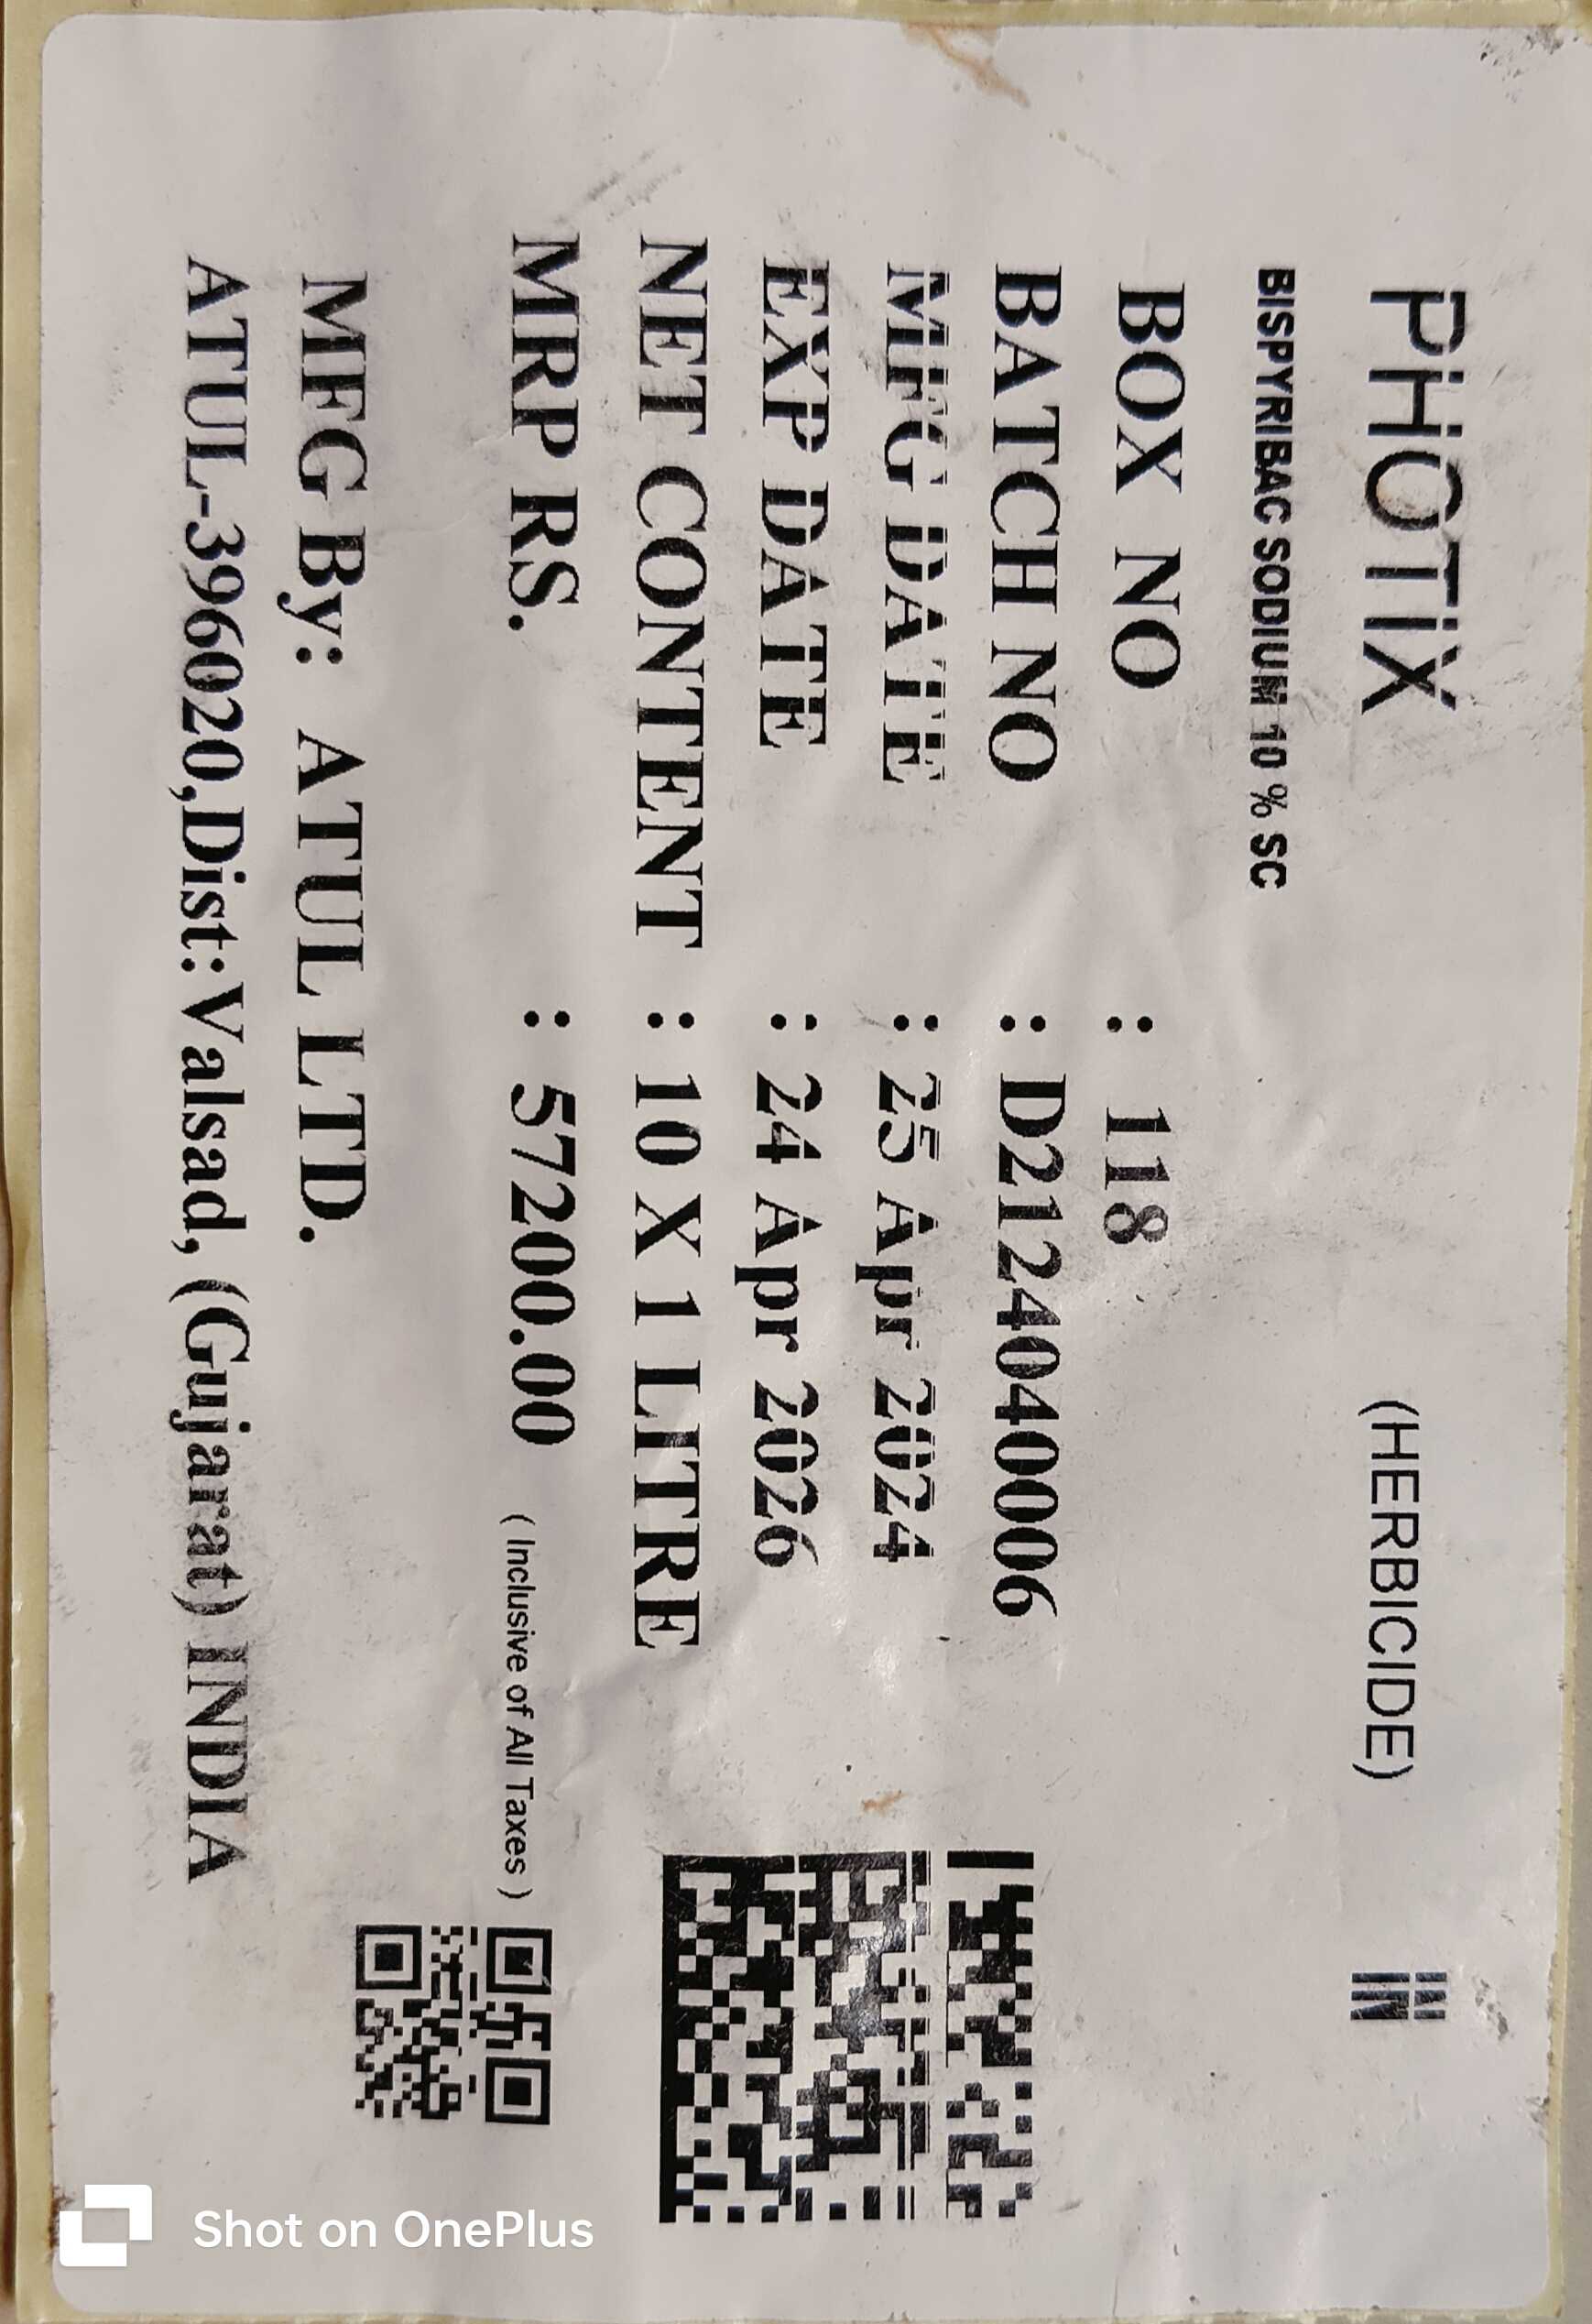 PHOTIX (HERBICIDE) IN
BISPYRIBAC SODIUM 10 % SC
BOX NO : 118
BATCH NO : D2124040006
MFG DATE : 25 Apr 2024
EXP DATE : 24 Apr 2026
NET CONTENT : 10 X 1 LITRE
MRP RS. : 57200.00 ( Inclusive of All Taxes )
MFG By: ATUL LTD.
ATUL-396020,Dist:Valsad, (Gujarat) INDIA
Shot on OnePlus